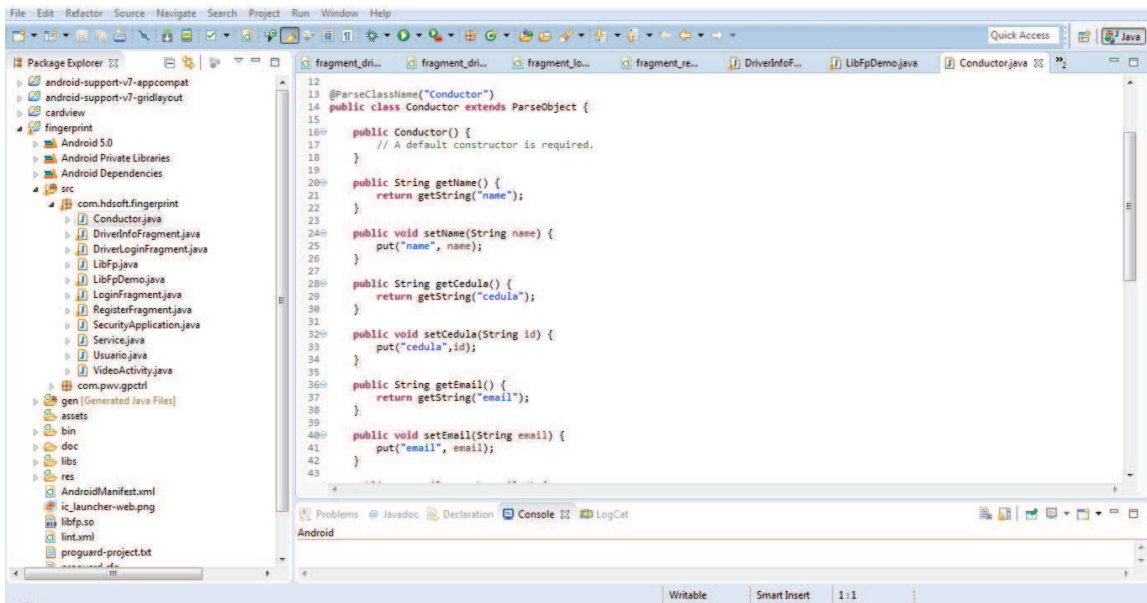 File Edit Refactor Source Navigate Search Project Run Window Help
Quick Access
Java
Package Explorer
android-support-v7-appcompat
android-support-v7-gridlayout
cardview
fingerprint
Android 5.0
Android Private Libraries
Android Dependencies
src
com.hdsoft.fingerprint
Conductor.java
DriverInfoFragment.java
DriverLoginFragment.java
LibFp.java
LibFpDemo.java
LoginFragment.java
RegisterFragment.java
SecurityApplication.java
Service.java
Usuario.java
VideoActivity.java
com.pwv.gpctrl
gen [Generated Java Files]
assets
bin
doc
libs
res
AndroidManifest.xml
ic_launcher-web.png
libfp.so
lint.xml
proguard-project.txt
fragment_dri... fragment_dri... fragment_lo... fragment_re... DriverInfoF... LibFpDemo.java Conductor.java »2
12
13 @ParseClassName("Conductor")
14 public class Conductor extends ParseObject {
15
16 public Conductor() {
17 // A default constructor is required.
18 }
19
20 public String getName() {
21 return getString("name");
22 }
23
24 public void setName(String name) {
25 put("name", name);
26 }
27
28 public String getCedula() {
29 return getString("cedula");
30 }
31
32 public void setCedula(String id) {
33 put("cedula",id);
34 }
35
36 public String getEmail() {
37 return getString("email");
38 }
39
40 public void setEmail(String email) {
41 put("email", email);
42 }
43
Problems @ Javadoc Declaration Console LogCat
Android
Writable Smart Insert 1:1